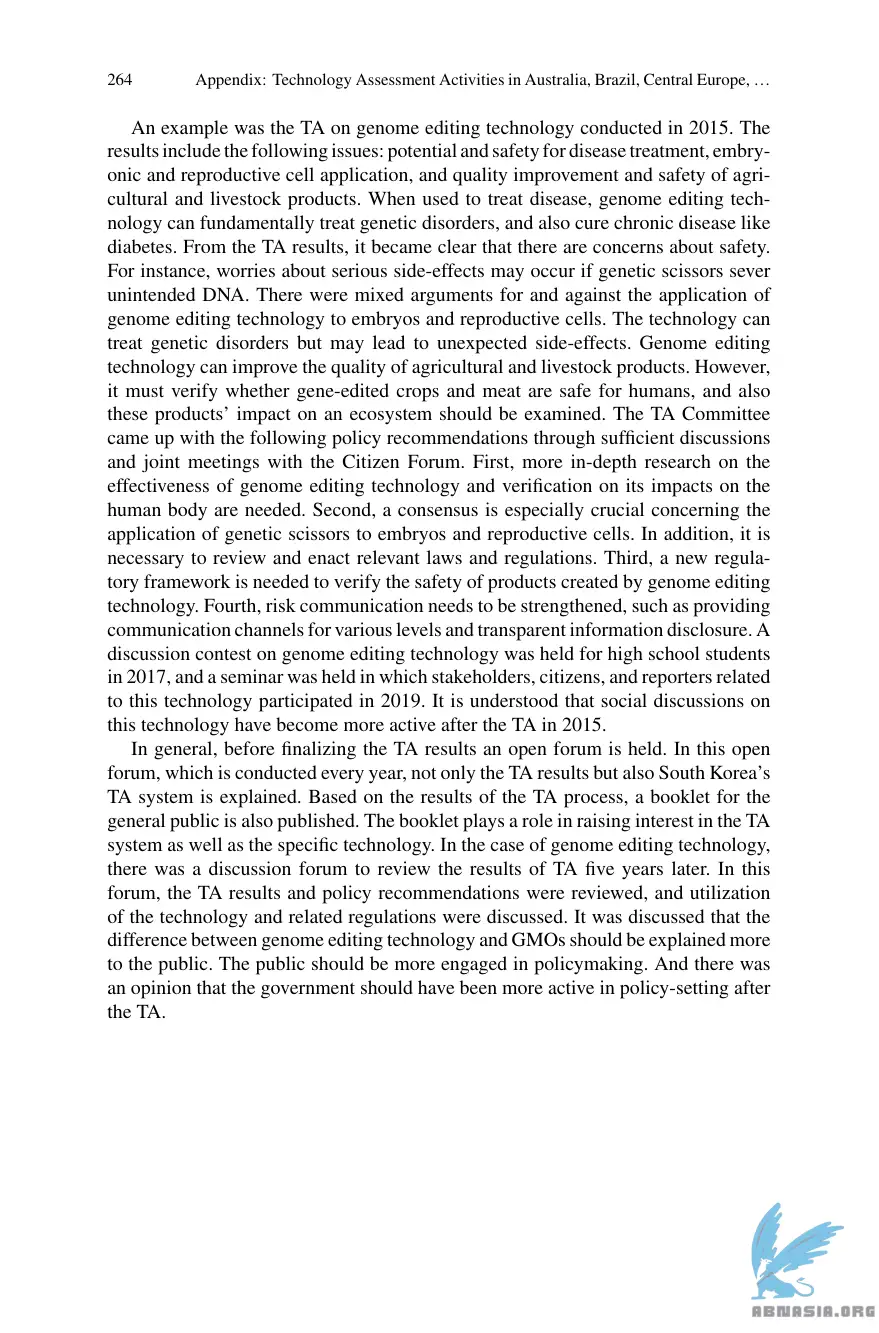 264 Appendix: Technology Assessment Activities in Australia, Brazil, Central Europe, …
An example was the TA on genome editing technology conducted in 2015. The
results include the following issues: potential and safety for disease treatment, embry-
onic and reproductive cell application, and quality improvement and safety of agri-
cultural and livestock products. When used to treat disease, genome editing tech-
nology can fundamentally treat genetic disorders, and also cure chronic disease like
diabetes. From the TA results, it became clear that there are concerns about safety.
For instance, worries about serious side-effects may occur if genetic scissors sever
unintended DNA. There were mixed arguments for and against the application of
genome editing technology to embryos and reproductive cells. The technology can
treat genetic disorders but may lead to unexpected side-effects. Genome editing
technology can improve the quality of agricultural and livestock products. However,
it must verify whether gene-edited crops and meat are safe for humans, and also
these products’ impact on an ecosystem should be examined. The TA Committee
came up with the following policy recommendations through sufficient discussions
and joint meetings with the Citizen Forum. First, more in-depth research on the
effectiveness of genome editing technology and verification on its impacts on the
human body are needed. Second, a consensus is especially crucial concerning the
application of genetic scissors to embryos and reproductive cells. In addition, it is
necessary to review and enact relevant laws and regulations. Third, a new regula-
tory framework is needed to verify the safety of products created by genome editing
technology. Fourth, risk communication needs to be strengthened, such as providing
communication channels for various levels and transparent information disclosure. A
discussion contest on genome editing technology was held for high school students
in 2017, and a seminar was held in which stakeholders, citizens, and reporters related
to this technology participated in 2019. It is understood that social discussions on
this technology have become more active after the TA in 2015.
In general, before finalizing the TA results an open forum is held. In this open
forum, which is conducted every year, not only the TA results but also South Korea’s
TA system is explained. Based on the results of the TA process, a booklet for the
general public is also published. The booklet plays a role in raising interest in the TA
system as well as the specific technology. In the case of genome editing technology,
there was a discussion forum to review the results of TA five years later. In this
forum, the TA results and policy recommendations were reviewed, and utilization
of the technology and related regulations were discussed. It was discussed that the
difference between genome editing technology and GMOs should be explained more
to the public. The public should be more engaged in policymaking. And there was
an opinion that the government should have been more active in policy-setting after
the TA.
ABNASIA.ORG